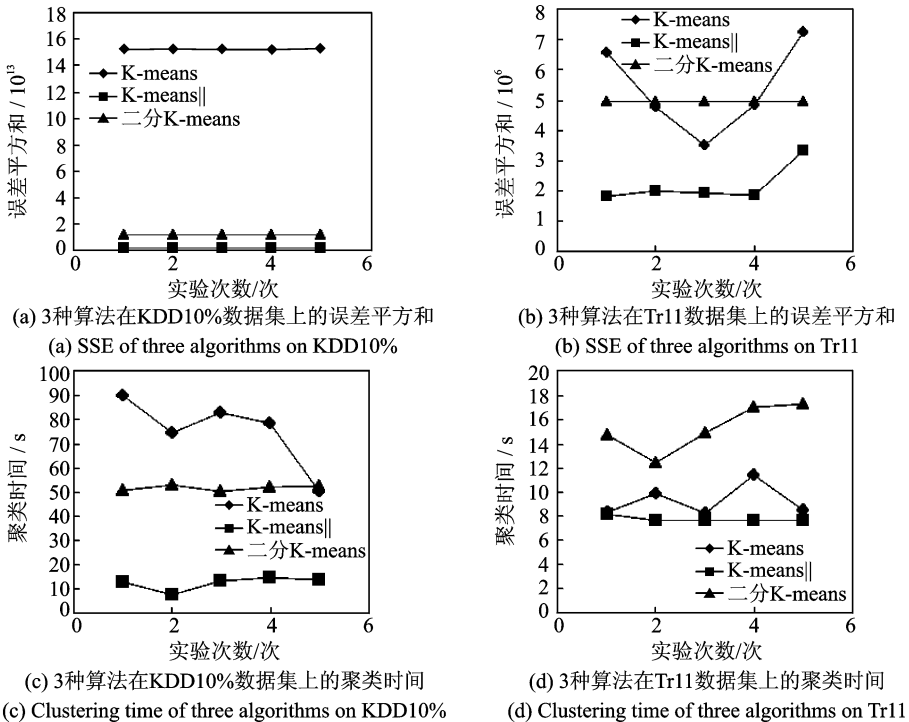 18
16
14
12
10
8
6
4
2
0
误差平方和 / 10¹³
K-means
K-means||
二分K-means
0 2 4 6
实验次数/次
(a) 3种算法在KDD10%数据集上的误差平方和
(a) SSE of three algorithms on KDD10%
8
7
6
5
4
3
2
1
0
误差平方和 / 10⁶
K-means
K-means||
二分K-means
0 2 4 6
实验次数/次
(b) 3种算法在Tr11数据集上的误差平方和
(b) SSE of three algorithms on Tr11
100
90
80
70
60
50
40
30
20
10
0
聚类时间 / s
K-means
K-means||
二分K-means
0 2 4 6
实验次数/次
(c) 3种算法在KDD10%数据集上的聚类时间
(c) Clustering time of three algorithms on KDD10%
20
18
16
14
12
10
8
6
4
2
0
聚类时间 / s
K-means
K-means||
二分K-means
0 2 4 6
实验次数/次
(d) 3种算法在Tr11数据集上的聚类时间
(d) Clustering time of three algorithms on Tr11